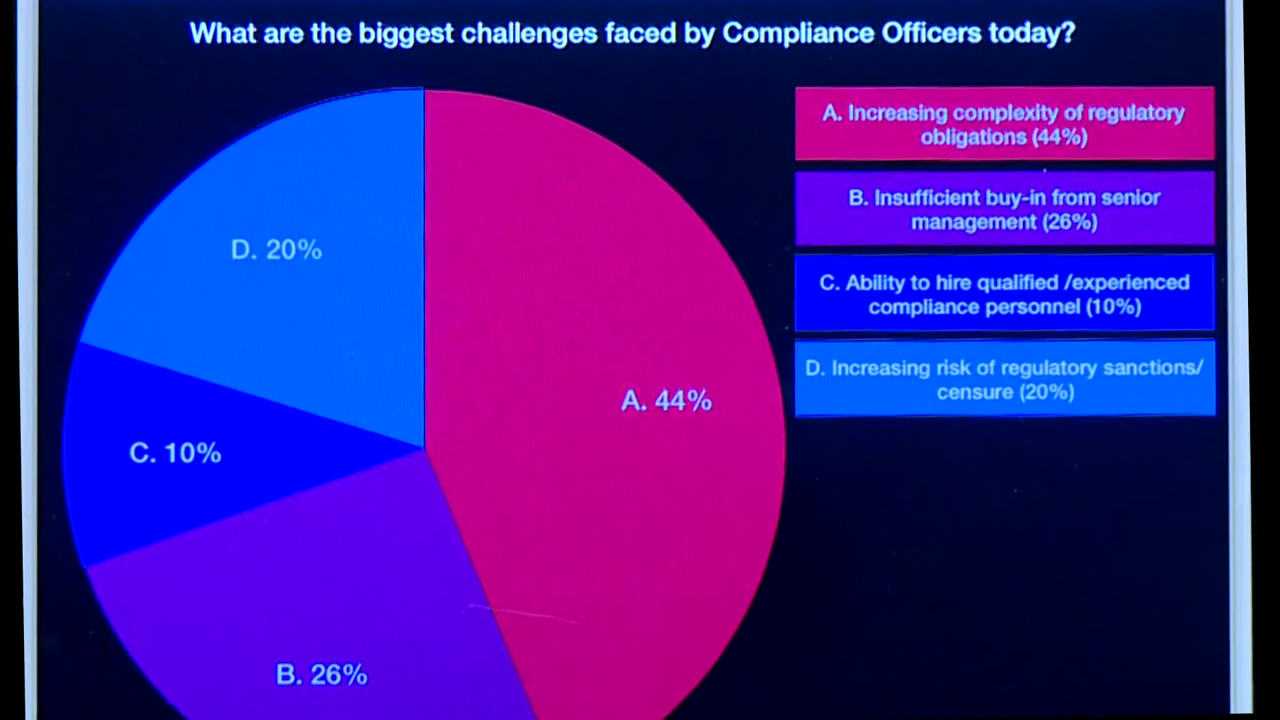 What are the biggest challenges faced by Compliance Officers today?
A. Increasing complexity of regulatory
obligations (44%)
B. Insufficient buy-in from senior
management (26%)
C. Ability to hire qualified /experienced
compliance personnel (10%)
D. Increasing risk of regulatory sanctions/
censure (20%)
D. 20%
A. 44%
C. 10%
B. 26%